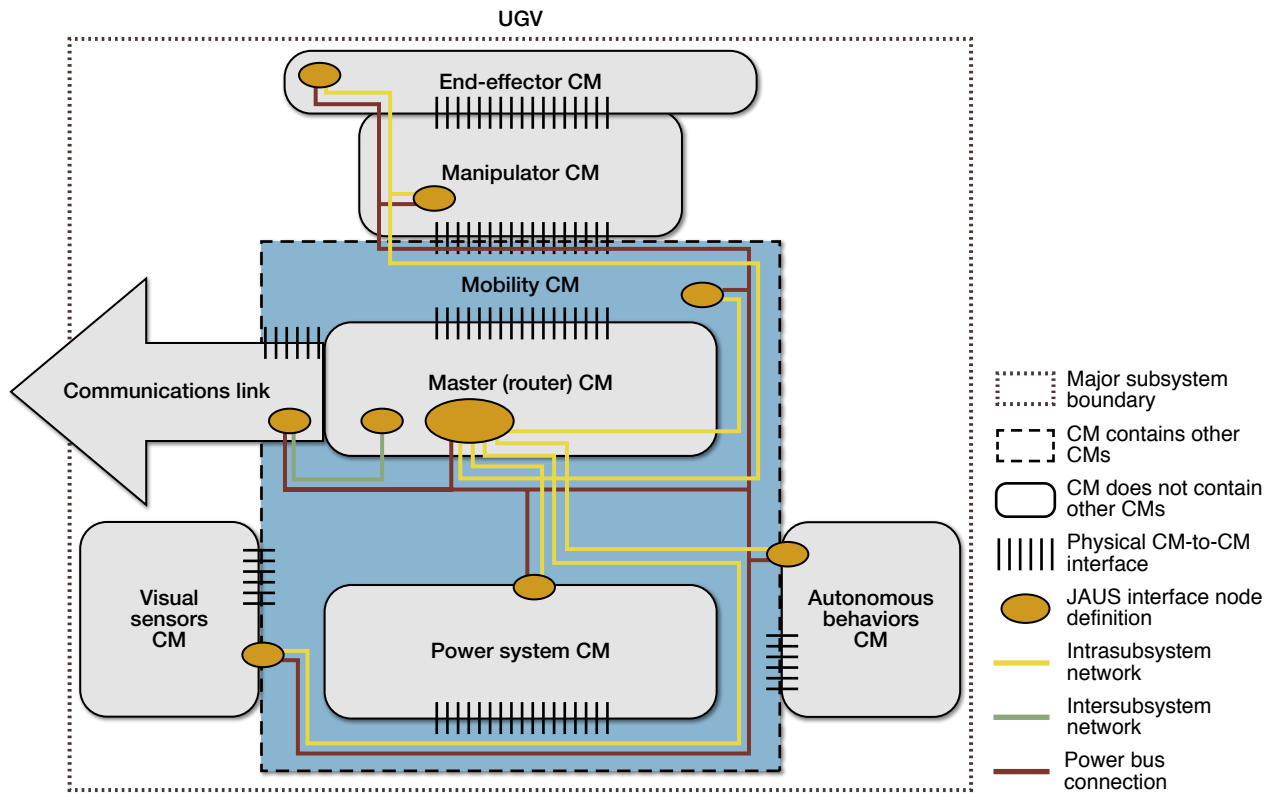 UGV
End-effector CM
Manipulator CM
Mobility CM
Master (router) CM
Communications link
Visual
sensors
CM
Power system CM
Autonomous
behaviors
CM
Major subsystem
boundary
CM contains other
CMs
CM does not contain
other CMs
Physical CM-to-CM
interface
JAUS interface node
definition
Intrasubsystem
network
Intersubsystem
network
Power bus
connection